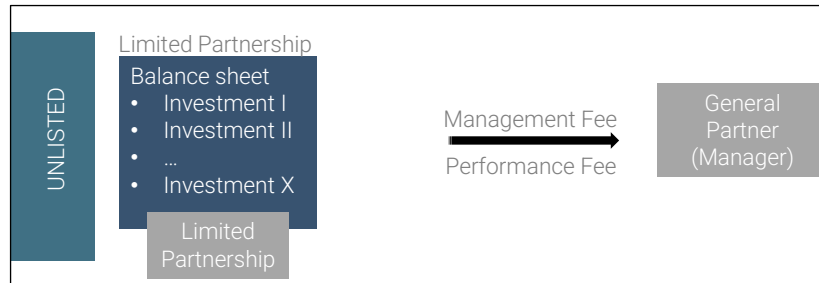 UNLISTED
Limited Partnership
Balance sheet
• Investment I
• Investment II
• ...
• Investment X
Limited
Partnership
Management Fee
Performance Fee
General
Partner
(Manager)